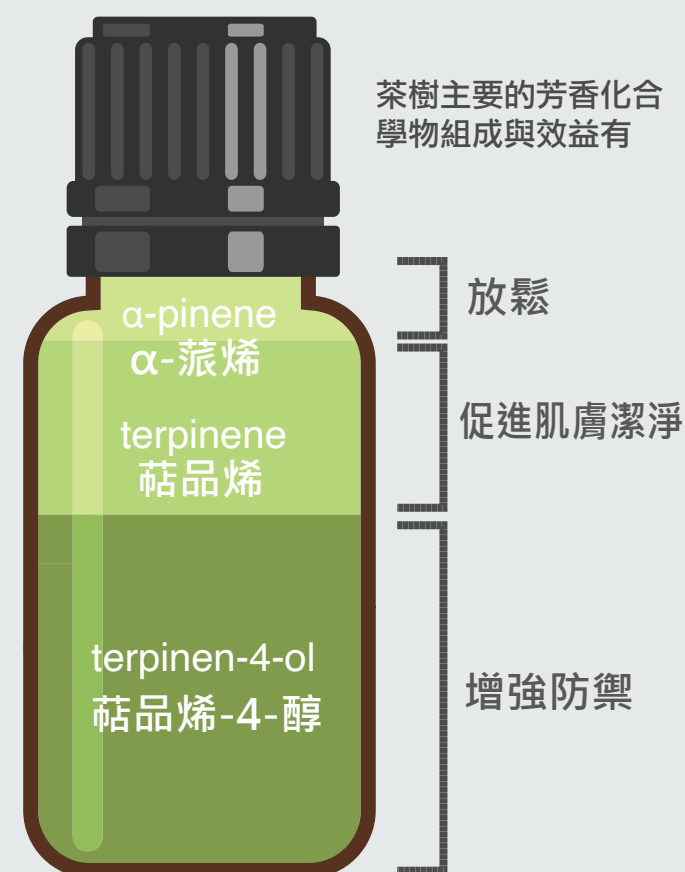 茶樹主要的芳香化合
學物組成與效益有
放鬆
α-pinene
α-蒎烯
促進肌膚潔淨
terpinene
萜品烯
terpinen-4-ol
萜品烯-4-醇
增強防禦